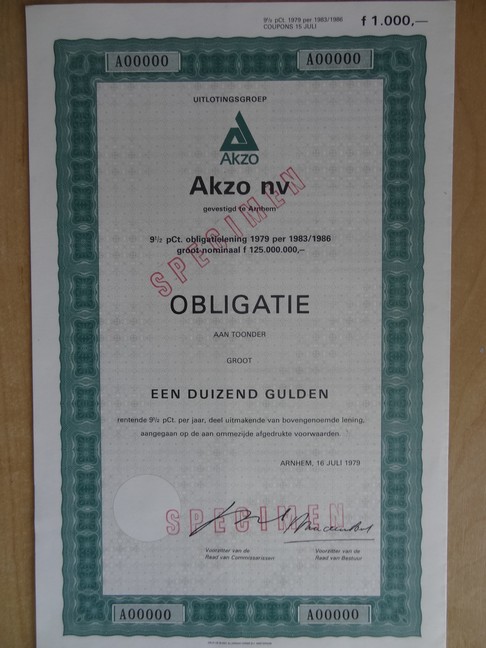 9½ pCt. 1979 per 1983/1986
COUPONS 15 JULI
f 1.000,—
A00000
A00000
UITLOTINGSGROEP
Akzo
Akzo nv
gevestigd te Arnhem
SPECIMEN
9½ pCt. obligatielening 1979 per 1983/1986
groot nominaal f 125.000.000,–
OBLIGATIE
AAN TOONDER
GROOT
EEN DUIZEND GULDEN
rentende 9½ pCt. per jaar, deel uitmakende van bovengenoemde lening,
aangegaan op de aan ommezijde afgedrukte voorwaarden.
ARNHEM, 16 JULI 1979
SPECIMEN
Voorzitter van de
Raad van Commissarissen
Voorzitter van de
Raad van Bestuur
A00000
A00000